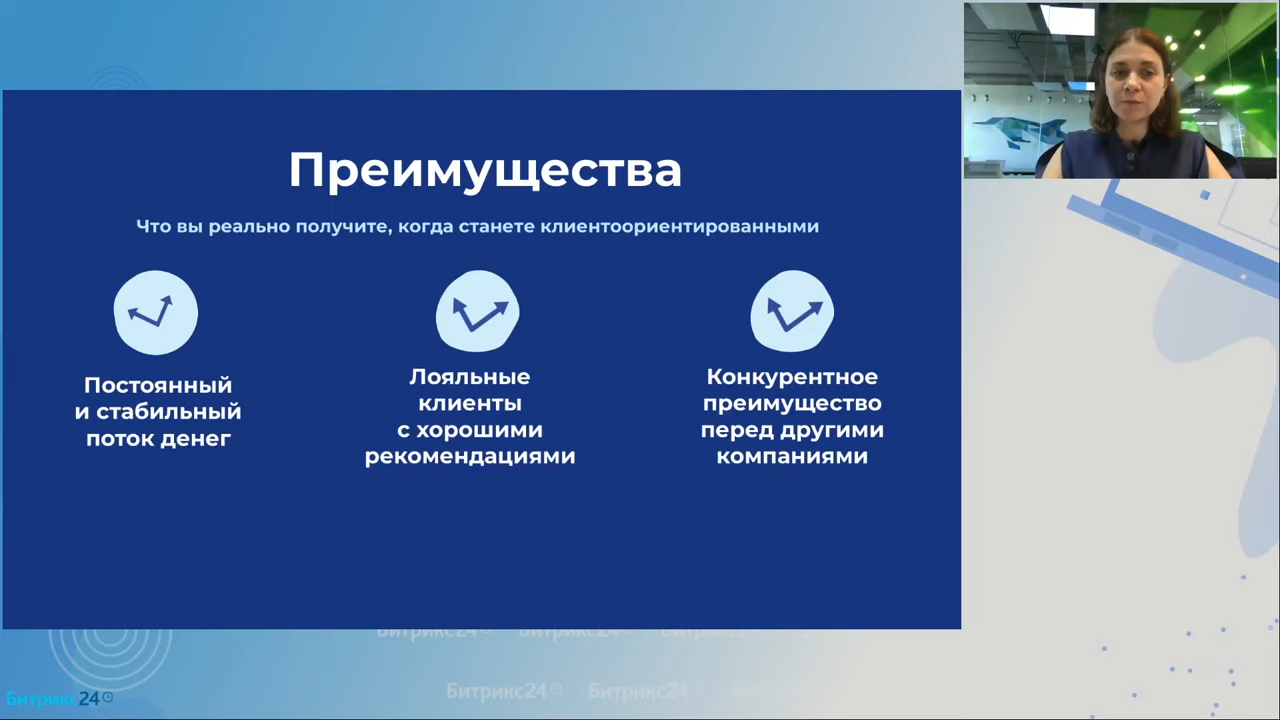 Преимущества
Что вы реально получите, когда станете клиентоориентированными
Постоянный
и стабильный
поток денег
Лояльные
клиенты
с хорошими
рекомендациями
Конкурентное
преимущество
перед другими
компаниями
Битрикс24 Битрикс24 Битрикс24
Битрикс24 Битрикс24
Битрикс24